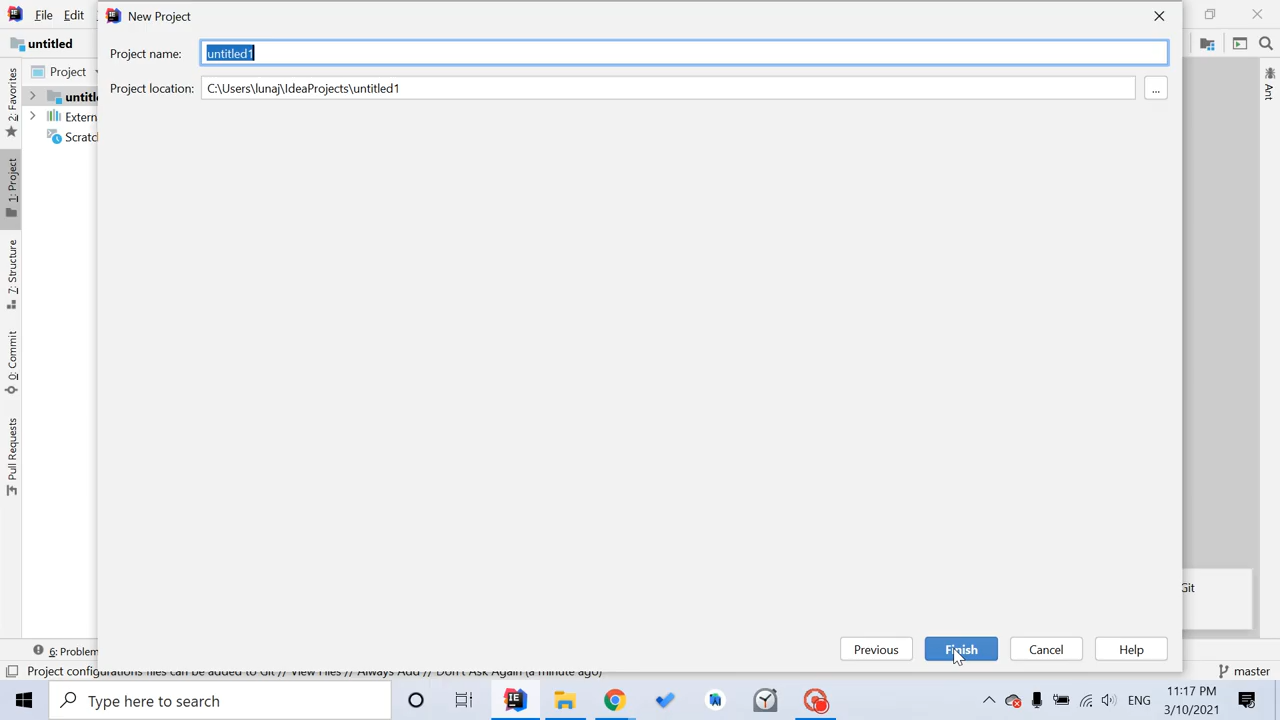 File Edit New Project
untitled Project name: untitled1
Project Project location: C:\Users\lunaj\IdeaProjects\untitled1 ...
2: Favorites
1: Project
7: Structure
0: Commit
Pull Requests
Extern
Scratc
Ant
Git
Previous Finish Cancel Help
6: Problem
Project configurations files can be added to Git // View Files // Always Add // Don't Ask Again (a minute ago) master
Type here to search ENG 11:17 PM
3/10/2021